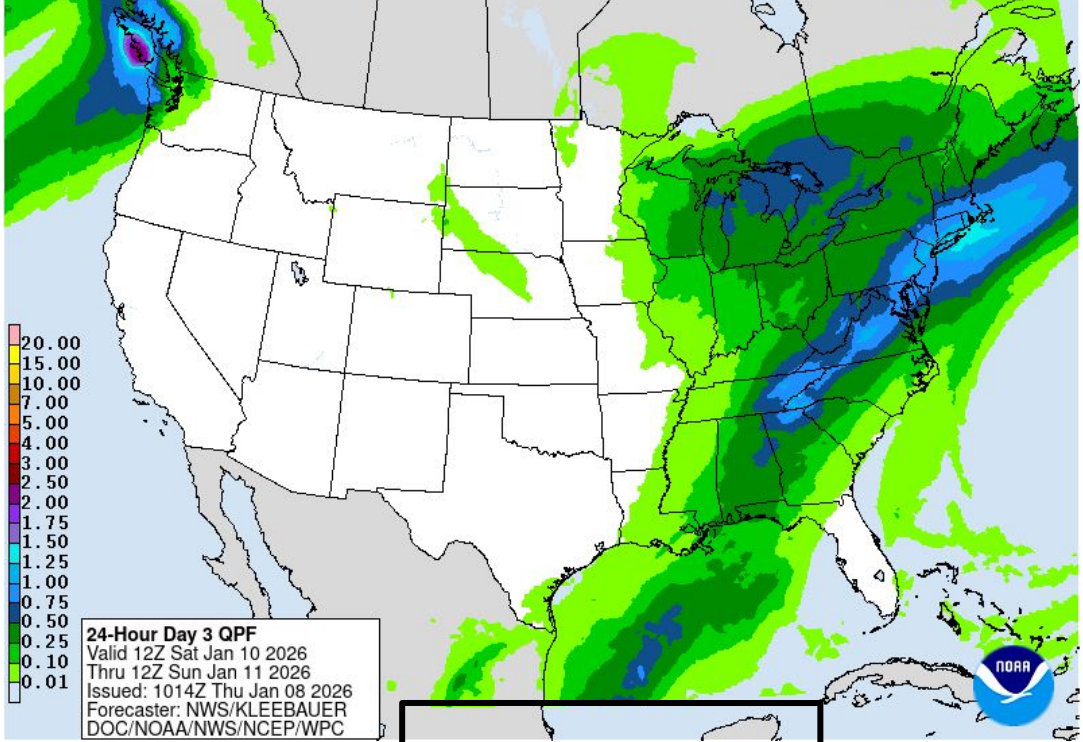 20.00
15.00
10.00
7.00
5.00
4.00
3.00
2.50
2.00
1.75
1.50
1.25
1.00
0.75
0.50
0.25
0.10
0.01
24-Hour Day 3 QPF
Valid 12Z Sat Jan 10 2026
Thru 12Z Sun Jan 11 2026
Issued: 1014Z Thu Jan 08 2026
Forecaster: NWS/KLEEBAUER
DOC/NOAA/NWS/NCEP/WPC
NOAA